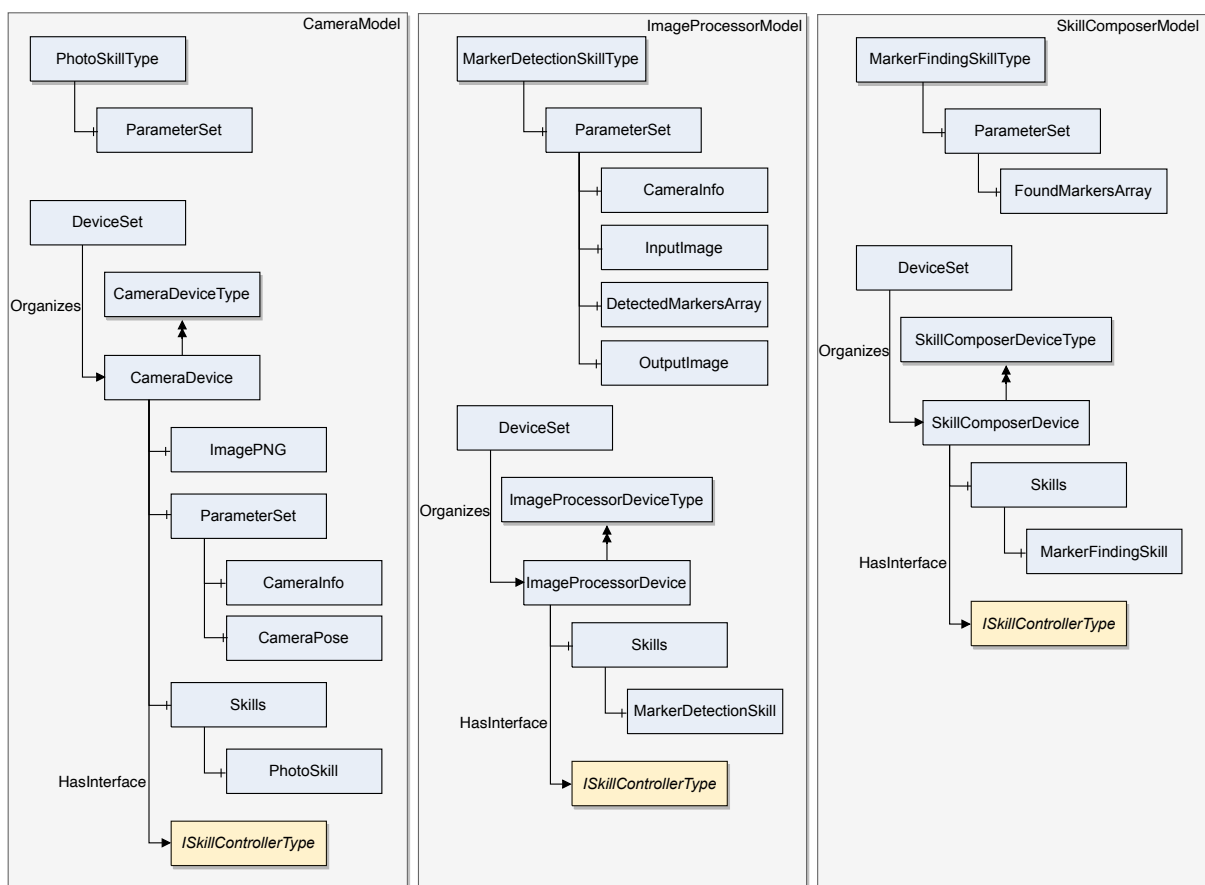 CameraModel
PhotoSkillType
ParameterSet
DeviceSet
Organizes
CameraDeviceType
CameraDevice
ImagePNG
ParameterSet
CameraInfo
CameraPose
Skills
PhotoSkill
HasInterface
ISkillControllerType
ImageProcessorModel
MarkerDetectionSkillType
ParameterSet
CameraInfo
InputImage
DetectedMarkersArray
OutputImage
DeviceSet
Organizes
ImageProcessorDeviceType
ImageProcessorDevice
Skills
MarkerDetectionSkill
HasInterface
ISkillControllerType
SkillComposerModel
MarkerFindingSkillType
ParameterSet
FoundMarkersArray
DeviceSet
Organizes
SkillComposerDeviceType
SkillComposerDevice
Skills
MarkerFindingSkill
HasInterface
ISkillControllerType